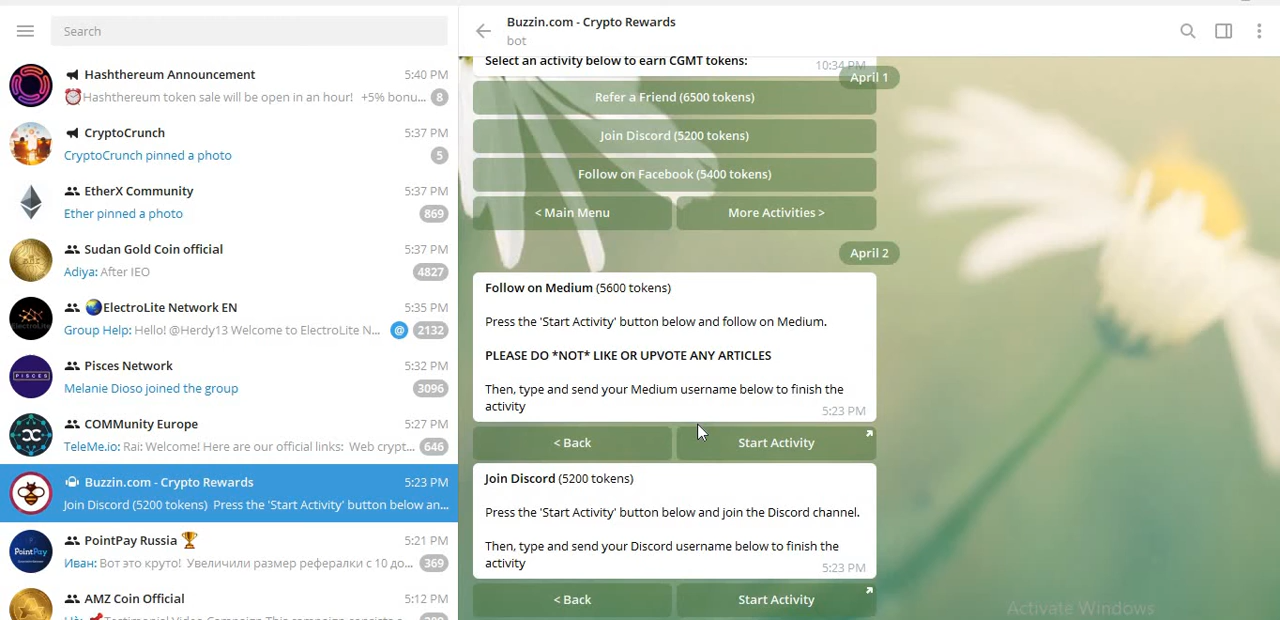 Search
Hashthereum Announcement 5:40 PM
⏰Hashthereum token sale will be open in an hour! +5% bonu... 8
CryptoCrunch 5:37 PM
CryptoCrunch pinned a photo 5
EtherX Community 5:37 PM
Ether pinned a photo 869
Sudan Gold Coin official 5:37 PM
Adiya: After IEO 4827
🌏ElectroLite Network EN 5:35 PM
Group Help: Hello! @Herdy13 Welcome to ElectroLite N... @ 2132
Pisces Network 5:32 PM
PISCES
Melanie Dioso joined the group 3096
COMMunity Europe 5:27 PM
TeleMe.io: Rai: Welcome! Here are our official links: Web crypt... 646
Buzzin.com - Crypto Rewards 5:23 PM
Join Discord (5200 tokens) Press the 'Start Activity' button below an...
PointPay Russia 🏆 5:21 PM
PointPay
Иван: Вот это круто! Увеличили размер рефералки с 10 до... 369
AMZ Coin Official 5:12 PM
Buzzin.com - Crypto Rewards
bot
Select an activity below to earn CGMT tokens:
10:34 PM
April 1
Refer a Friend (6500 tokens)
Join Discord (5200 tokens)
Follow on Facebook (5400 tokens)
< Main Menu More Activities >
April 2
Follow on Medium (5600 tokens)
Press the 'Start Activity' button below and follow on Medium.
PLEASE DO *NOT* LIKE OR UPVOTE ANY ARTICLES
Then, type and send your Medium username below to finish the
activity 5:23 PM
< Back Start Activity
Join Discord (5200 tokens)
Press the 'Start Activity' button below and join the Discord channel.
Then, type and send your Discord username below to finish the
activity 5:23 PM
< Back Start Activity
Activate Windows